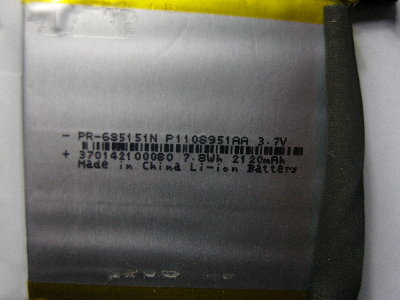 - PR-685151N P1108951AA 3.7V
+ 370142100080 7.8Wh 2120mAh
Made in China Li-ion Battery